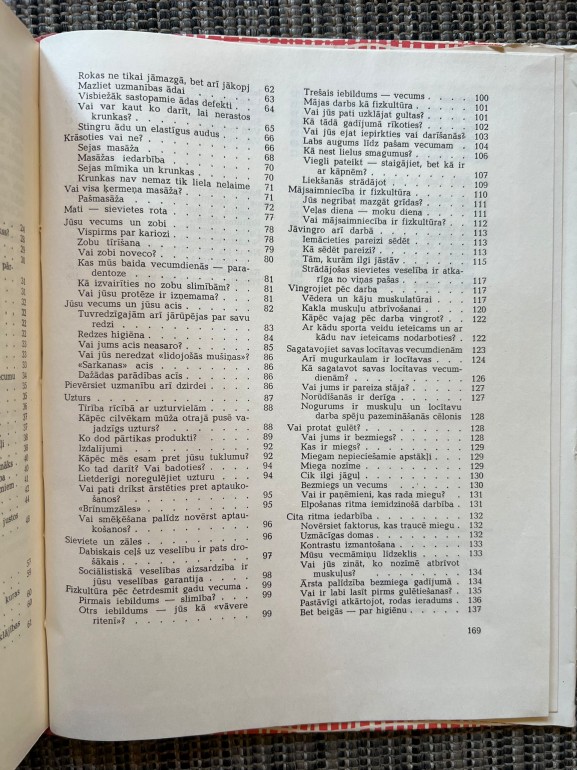 Rokas ne tikai jāmazgā, bet arī jākopj 62
Mazliet uzmanības ādai . . . . 63
Visbiežāk sastopamie ādas defekti . 64
Vai var kaut ko darīt, lai nerastos
krunkas? . . . . . . 65
Stingru ādu un elastīgus audus . . 66
Krāsoties vai ne? . . . . . 66
Sejas masāža . . . . . 68
Masāžas iedarbība . . . . 70
Sejas mīmika un krunkas . . . 70
Krunkas nav nemaz tik liela nelaime 71
Vai visa ķermeņa masāža? . . . 71
Pašmasāža . . . . . . 72
Mati — sievietes rota . . . . 77
Jūsu vecums un zobi . . . .
Vispirms par kariozi . . . . 78
Zobu tīrīšana . . . . . 78
Vai zobi noveco? . . . . . 79
Kas mūs baida vecumdienās — para- 80
dentoze . . . . . .
Kā izvairīties no zobu slimībām? . 81
Vai jūsu protēze ir izņemama? . . 81
Jūsu vecums un jūsu acis . . . 81
Tuvredzīgajām arī jārūpējas par savu
redzi . . . . . . 83
Redzes higiēna . . . . . 84
Vai jums acis neasaro? . . . 85
Vai jūs neredzat «lidojošās mušiņas»? 86
«Sarkanas» acis . . . . . 86
Dažādas parādības acīs . . . 86
Pievērsiet uzmanību arī dzirdei . . 86
Uzturs . . . . . . 87
Tīrība rīcībā ar uzturvielām . . 88
Kāpēc cilvēkam mūža otrajā pusē va-
jadzīgs uzturs? . . . . 88
Ko dod pārtikas produkti? . . . 89
Izdalījumi . . . . . . 92
Kāpēc mēs esam pret jūsu tuklumu? 92
Ko tad darīt? Vai badoties? . . 94
Lietderīgi noregulējiet uzturu . . 94
Vai pati drīkst ārstēties pret aptauko-
šanos? . . . . . . 95
«Brīnumzāles» . . . . . 95
Vai smēķēšana palīdz novērst aptau-
košanos? . . . . . .
Sieviete un zāles . . . . .
Dabiskais ceļš uz veselību ir pats dro-
šākais . . . . . . 97
Sociālistiskā veselības aizsardzība ir
jūsu veselības garantija . . . 98
Fizkultūra pēc četrdesmit gadu vecuma . 99
Pirmais iebildums — slimība? . . 99
Otrs iebildums — jūs kā «vāvere
ritenī»? . . . . . 99
Trešais iebildums — vecums . . 100
Mājas darbs kā fizkultūra . . . 101
Vai jūs pati uzklājat gultas? . . 101
Kā tādā gadījumā rīkoties? . . 102
Vai jūs ejat iepirkties vai darīšanās? 103
Labs augums līdz pašam vecumam 104
Kā nest lielus smagumus? . . 106
Viegli pateikt — staigājiet, bet kā ir
ar kāpnēm? . . . . . 107
Liekšanās strādājot . . . . 109
Mājsaimniecība ir fizkultūra . . . 110
Jūs negribat mazgāt grīdas? . . 111
Veļas diena — moku diena . . 111
Vai mājsaimniecība ir fizkultūra? . 112
Jāvingro arī darbā . . . . 113
Iemācieties pareizi sēdēt . . . 113
Kā sēdēt pareizi? . . . . 113
Tām, kurām ilgi jāstāv . . . 115
Strādājošas sievietes veselība ir atka-
rīga no viņas pašas . . . 117
Vingrojiet pēc darba . . . . 117
Vēdera un kāju muskulatūrai . . 117
Kakla muskuļu atbrīvošanai . . 120
Kāpēc vajag pēc darba vingrot? . 122
Ar kādu sporta veidu ieteicams un ar
kādu nav ieteicams nodarboties? . 122
Sagatavojiet savas locītavas vecumdienām 123
Arī mugurkaulam ir locītavas . . 124
Kā sagatavot savas locītavas vecum-
dienām? . . . . . 126
Vai jums ir pareiza stāja? . . . 127
Norūdīšanās ir derīga . . . . 127
Nogurums ir muskuļu un locītavu
darba spēju pazemināšanās cēlonis 128
Vai protat gulēt? . . . . . 128
Vai jums ir bezmiegs? . . . 128
Kas ir miegs? . . . . . 129
Miegam nepieciešamie apstākļi . . 129
Miega nozīme . . . . . 129
Cik ilgi jāguļ . . . . . 130
Bezmiegs un vecums . . . . 130
Vai ir paņēmieni, kas rada miegu? . 131
Elpošanas ritma iemidzinošā darbība . 131
Cita ritma iedarbība . . . . 132
Novērsiet faktorus, kas traucē miegu . 132
Uzmācīgas domas . . . . 132
Kontrastu izmantošana . . . 133
Mūsu vecmāmiņu līdzeklis . . 133
Vai jūs zināt, ko nozīmē atbrīvot
muskuļus? . . . . . 134
Ārsta palīdzība bezmiega gadījumā . 134
Vai ir labi lasīt pirms gulētiešanas? . 135
Pastāvīgi atkārtojot, rodas ieradums . 136
Bet beigās — par higiēnu . . . 137
169